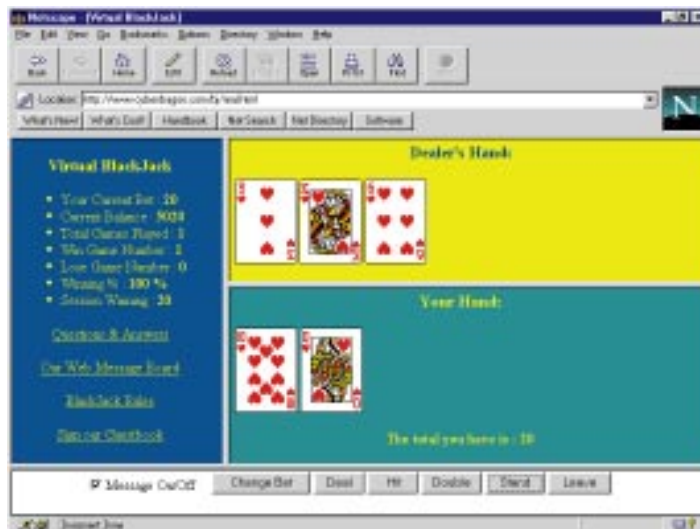 Netscape - [Virtual BlackJack]
File Edit View Go Bookmarks Options Directory Window Help
Back Home Edit Reload Open Print Find
Location:
What's New! What's Cool! Handbook Net Search Net Directory Software
N
Virtual BlackJack
Your Current Bet : 20
Current Balance : 5020
Total Games Played : 1
Win Game Number : 1
Lose Game Number : 0
Winning % : 100 %
Session Winning : 20
Questions & Answers
Our Web Message Board
BlackJack Rules
Sign our Guestbook
Dealer's Hand:
Your Hand:
The total you have is : 20
Message On/Off Change Bet Deal Hit Double Stand Leave
Document: Done